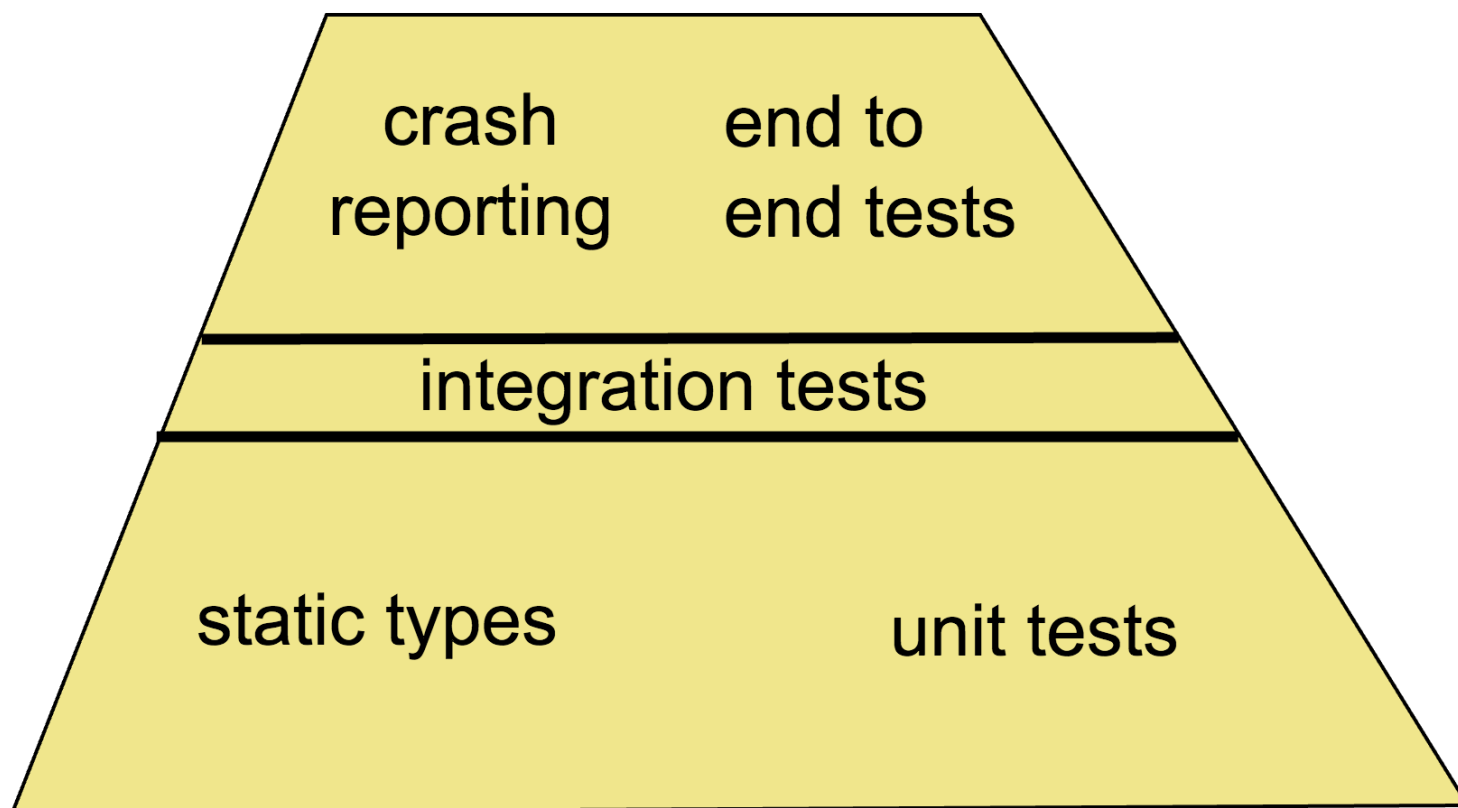 crash
reporting
end to
end tests
integration tests
static types
unit tests